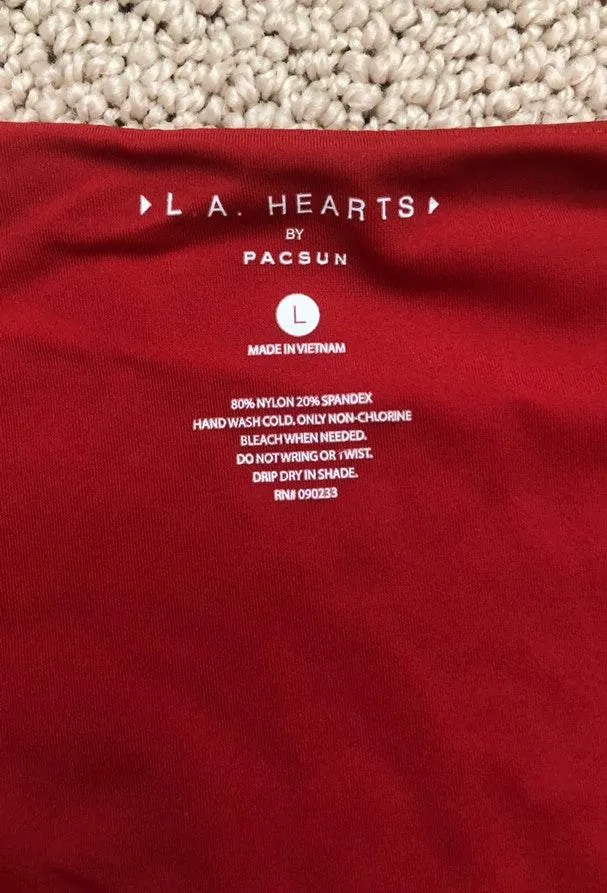 L.A. HEARTS
BY
PACSUN
L
MADE IN VIETNAM
80% NYLON 20% SPANDEX
HAND WASH COLD. ONLY NON-CHLORINE
BLEACH WHEN NEEDED.
DO NOT WRING OR TWIST.
DRIP DRY IN SHADE.
RN# 090233